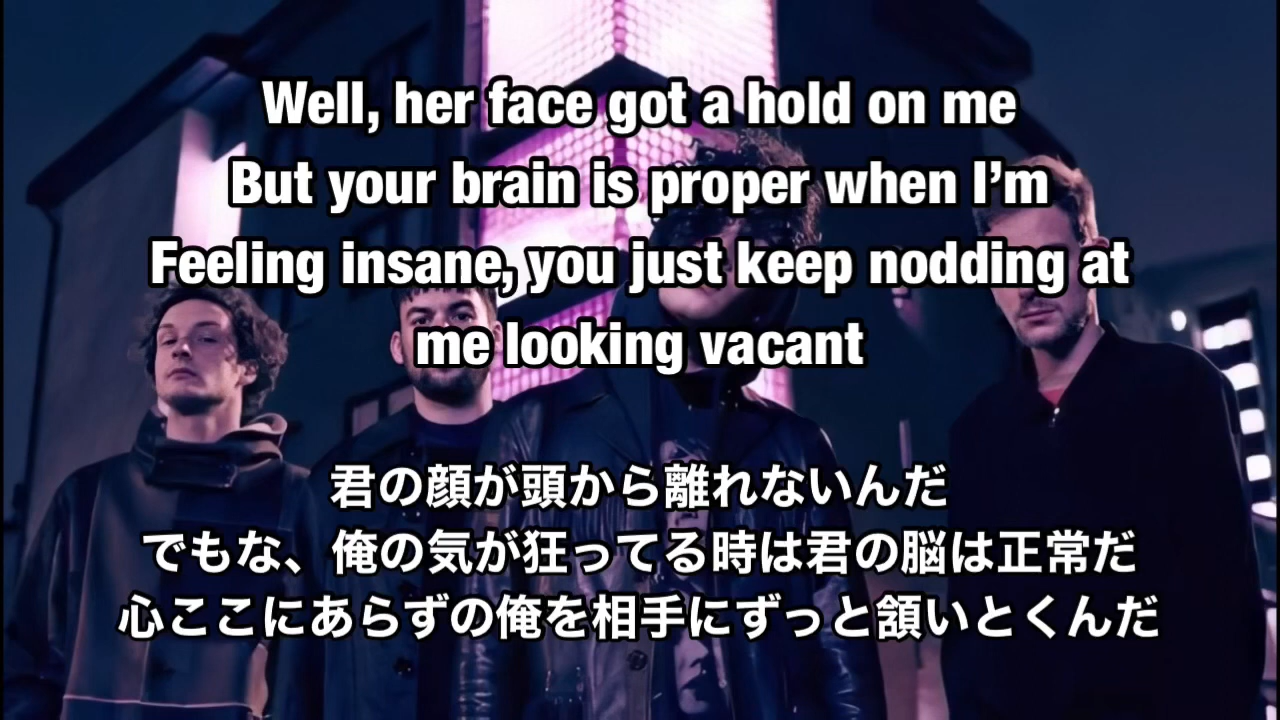 Well, her face got a hold on me
But your brain is proper when I’m
Feeling insane, you just keep nodding at
me looking vacant
君の顔が頭から離れないんだ
でもな、俺の気が狂ってる時は君の脳は正常だ
心ここにあらずの俺を相手にずっと頷いとくんだ